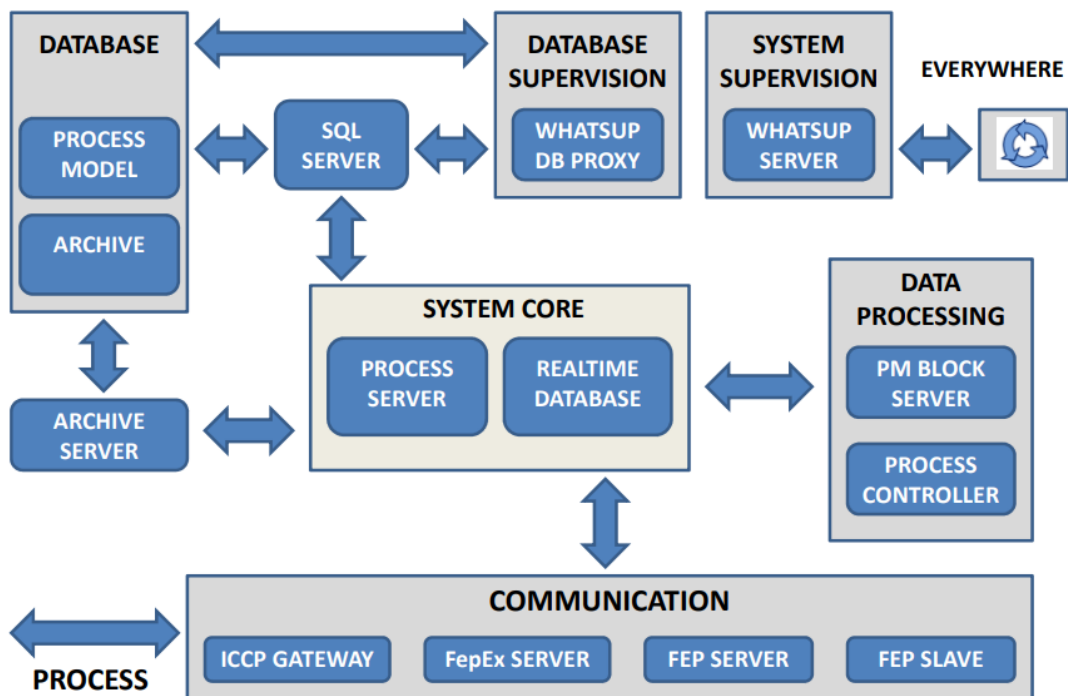 DATABASE
PROCESS
MODEL
ARCHIVE
SQL
SERVER
DATABASE
SUPERVISION
WHATSUP
DB PROXY
SYSTEM
SUPERVISION
WHATSUP
SERVER
EVERYWHERE
SYSTEM CORE
PROCESS
SERVER
REALTIME
DATABASE
DATA
PROCESSING
PM BLOCK
SERVER
PROCESS
CONTROLLER
ARCHIVE
SERVER
COMMUNICATION
ICCP GATEWAY
FepEx SERVER
FEP SERVER
FEP SLAVE
PROCESS